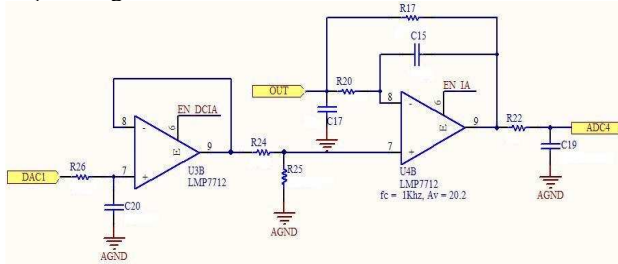 R17
C15
OUT
R20
EN_IA
8
-
6
C17
E
9
R22
ADC4
7
+
C19
U4B
LMP7712
fc = 1Khz, Av = 20.2
AGND
EN_DCIA
8
-
6
E
9
R24
R26
7
+
DAC1
U3B
LMP7712
R25
C20
AGND
AGND